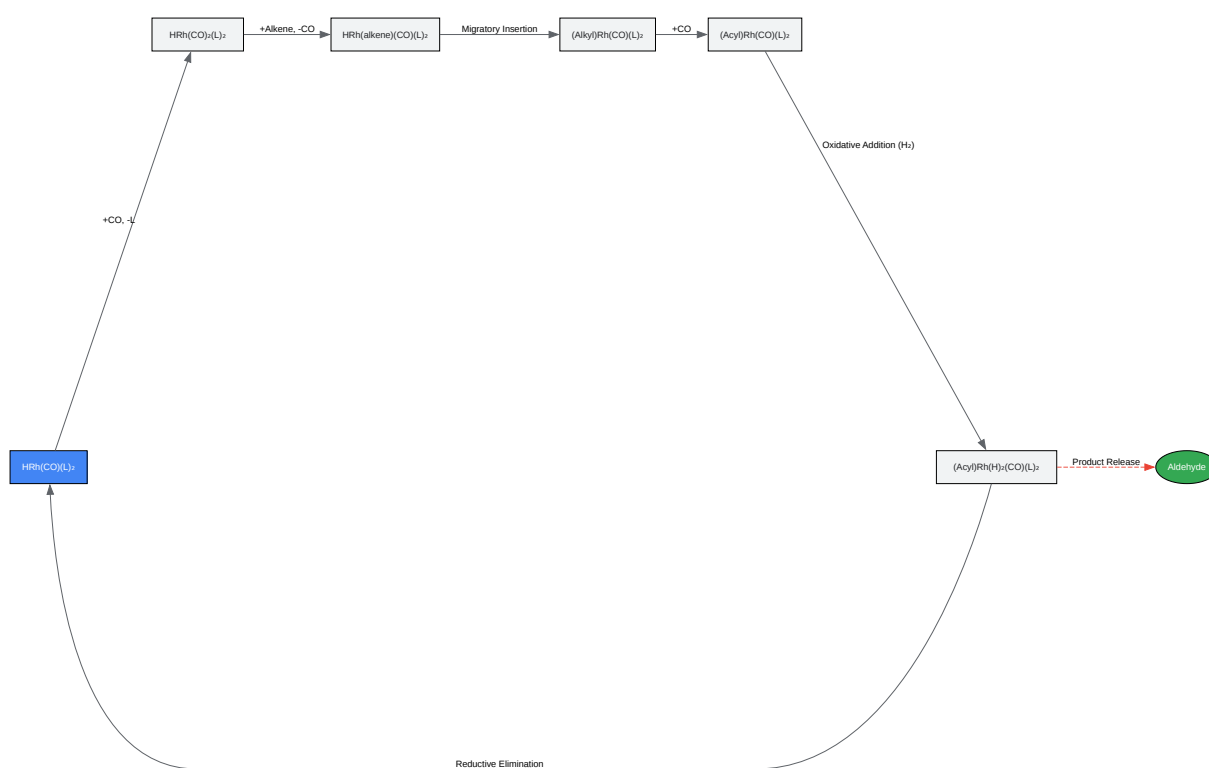 HRh(CO)₂(L)₂
+Alkene, -CO
HRh(alkene)(CO)(L)₂
Migratory Insertion
(Alkyl)Rh(CO)(L)₂
+CO
(Acyl)Rh(CO)(L)₂
Oxidative Addition (H₂)
+CO, -L
HRh(CO)(L)₂
(Acyl)Rh(H)₂(CO)(L)₂
Product Release
Aldehyde
Reductive Elimination